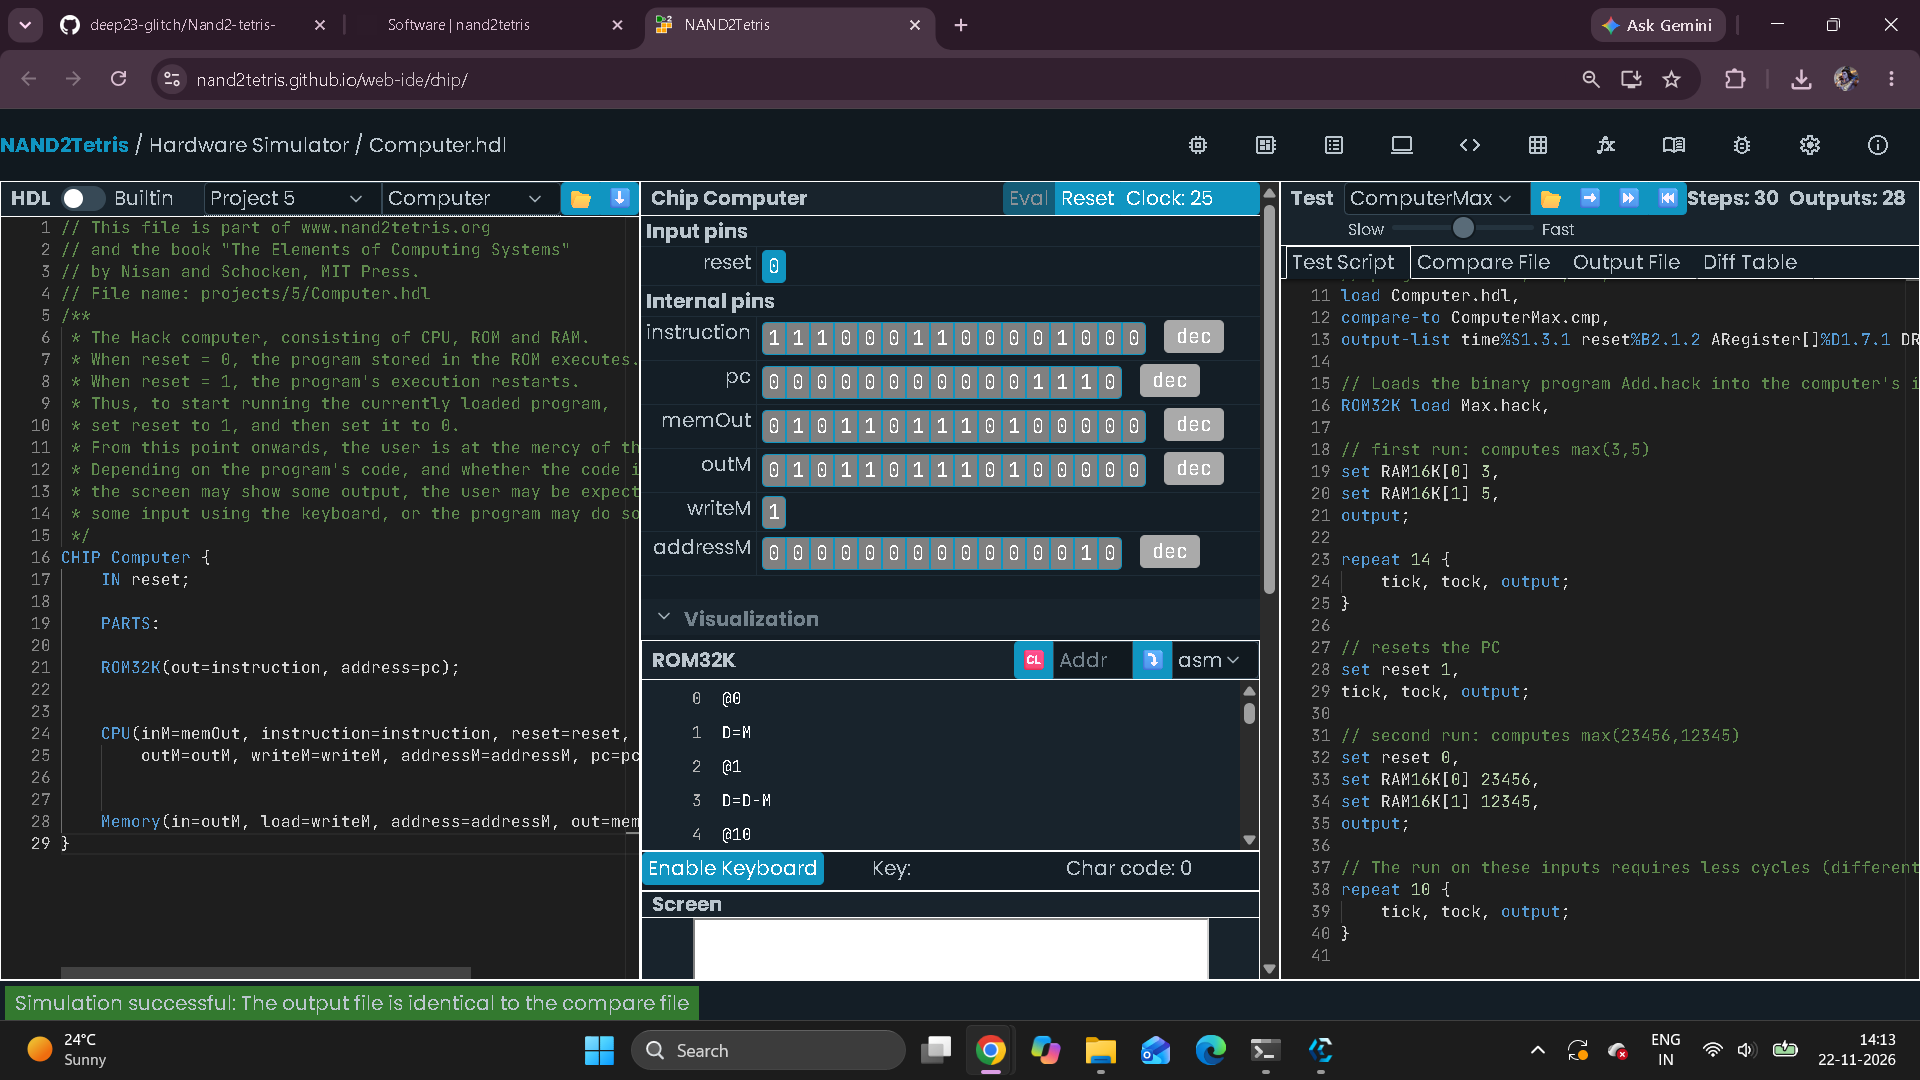 deep23-glitch/Nand2-tetris-
Software | nand2tetris
NAND2Tetris
Ask Gemini
nand2tetris.github.io/web-ide/chip/
NAND2Tetris / Hardware Simulator / Computer.hdl
HDL Builtin Project 5 Computer
1 // This file is part of www.nand2tetris.org
2 // and the book "The Elements of Computing Systems"
3 // by Nisan and Schocken, MIT Press.
4 // File name: projects/5/Computer.hdl
5 /**
6 * The Hack computer, consisting of CPU, ROM and RAM.
7 * When reset = 0, the program stored in the ROM executes.
8 * When reset = 1, the program's execution restarts.
9 * Thus, to start running the currently loaded program,
10 * set reset to 1, and then set it to 0.
11 * From this point onwards, the user is at the mercy of th
12 * Depending on the program's code, and whether the code i
13 * the screen may show some output, the user may be expect
14 * some input using the keyboard, or the program may do so
15 */
16 CHIP Computer {
17 IN reset;
18
19 PARTS:
20
21 ROM32K(out=instruction, address=pc);
22
23
24 CPU(inM=memOut, instruction=instruction, reset=reset,
25 outM=outM, writeM=writeM, addressM=addressM, pc=pc
26
27
28 Memory(in=outM, load=writeM, address=addressM, out=mem
29 }
Chip Computer Eval Reset Clock: 25
Input pins
reset 0
Internal pins
instruction 1 1 1 0 0 0 1 1 0 0 0 0 1 0 0 0 dec
pc 0 0 0 0 0 0 0 0 0 0 0 1 1 1 0 dec
memOut 0 1 0 1 1 0 1 1 1 0 1 0 0 0 0 0 dec
outM 0 1 0 1 1 0 1 1 1 0 1 0 0 0 0 0 dec
writeM 1
addressM 0 0 0 0 0 0 0 0 0 0 0 0 0 1 0 dec
Visualization
ROM32K CL Addr asm
0 @0
1 D=M
2 @1
3 D=D-M
4 @10
Enable Keyboard Key: Char code: 0
Screen
Test ComputerMax Steps: 30 Outputs: 28
Slow Fast
Test Script Compare File Output File Diff Table
11 load Computer.hdl,
12 compare-to ComputerMax.cmp,
13 output-list time%S1.3.1 reset%B2.1.2 ARegister[]%D1.7.1 DR
14
15 // Loads the binary program Add.hack into the computer's i
16 ROM32K load Max.hack,
17
18 // first run: computes max(3,5)
19 set RAM16K[0] 3,
20 set RAM16K[1] 5,
21 output;
22
23 repeat 14 {
24 tick, tock, output;
25 }
26
27 // resets the PC
28 set reset 1,
29 tick, tock, output;
30
31 // second run: computes max(23456,12345)
32 set reset 0,
33 set RAM16K[0] 23456,
34 set RAM16K[1] 12345,
35 output;
36
37 // The run on these inputs requires less cycles (different
38 repeat 10 {
39 tick, tock, output;
40 }
41
Simulation successful: The output file is identical to the compare file
24°C
Sunny
Search
ENG
IN
14:13
22-11-2026